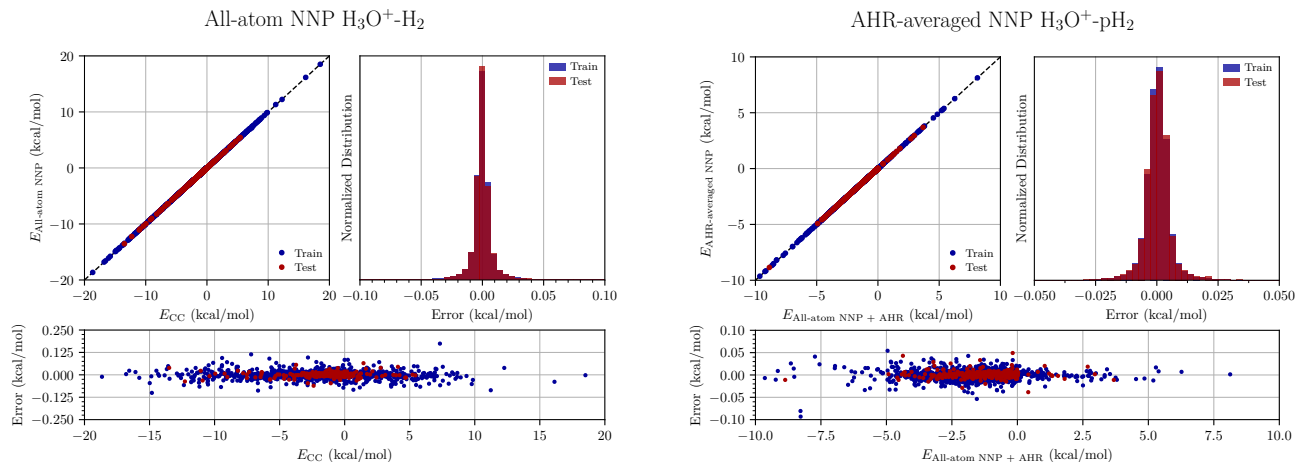 All-atom NNP H₃O⁺-H₂
20
10
0
−10
−20
E_All-atom NNP (kcal/mol)
Train
Test
−20 −10 0 10 20
E_CC (kcal/mol)
Normalized Distribution
Train
Test
−0.10 −0.05 0.00 0.05 0.10
Error (kcal/mol)
Error (kcal/mol)
0.250
0.125
0.000
−0.125
−0.250
−20 −15 −10 −5 0 5 10 15 20
E_CC (kcal/mol)
AHR-averaged NNP H₃O⁺-pH₂
10
5
0
−5
−10
E_AHR-averaged NNP (kcal/mol)
Train
Test
−10 −5 0 5 10
E_All-atom NNP + AHR (kcal/mol)
Normalized Distribution
Train
Test
−0.050 −0.025 0.000 0.025 0.050
Error (kcal/mol)
Error (kcal/mol)
0.10
0.05
0.00
−0.05
−0.10
−10.0 −7.5 −5.0 −2.5 0.0 2.5 5.0 7.5 10.0
E_All-atom NNP + AHR (kcal/mol)